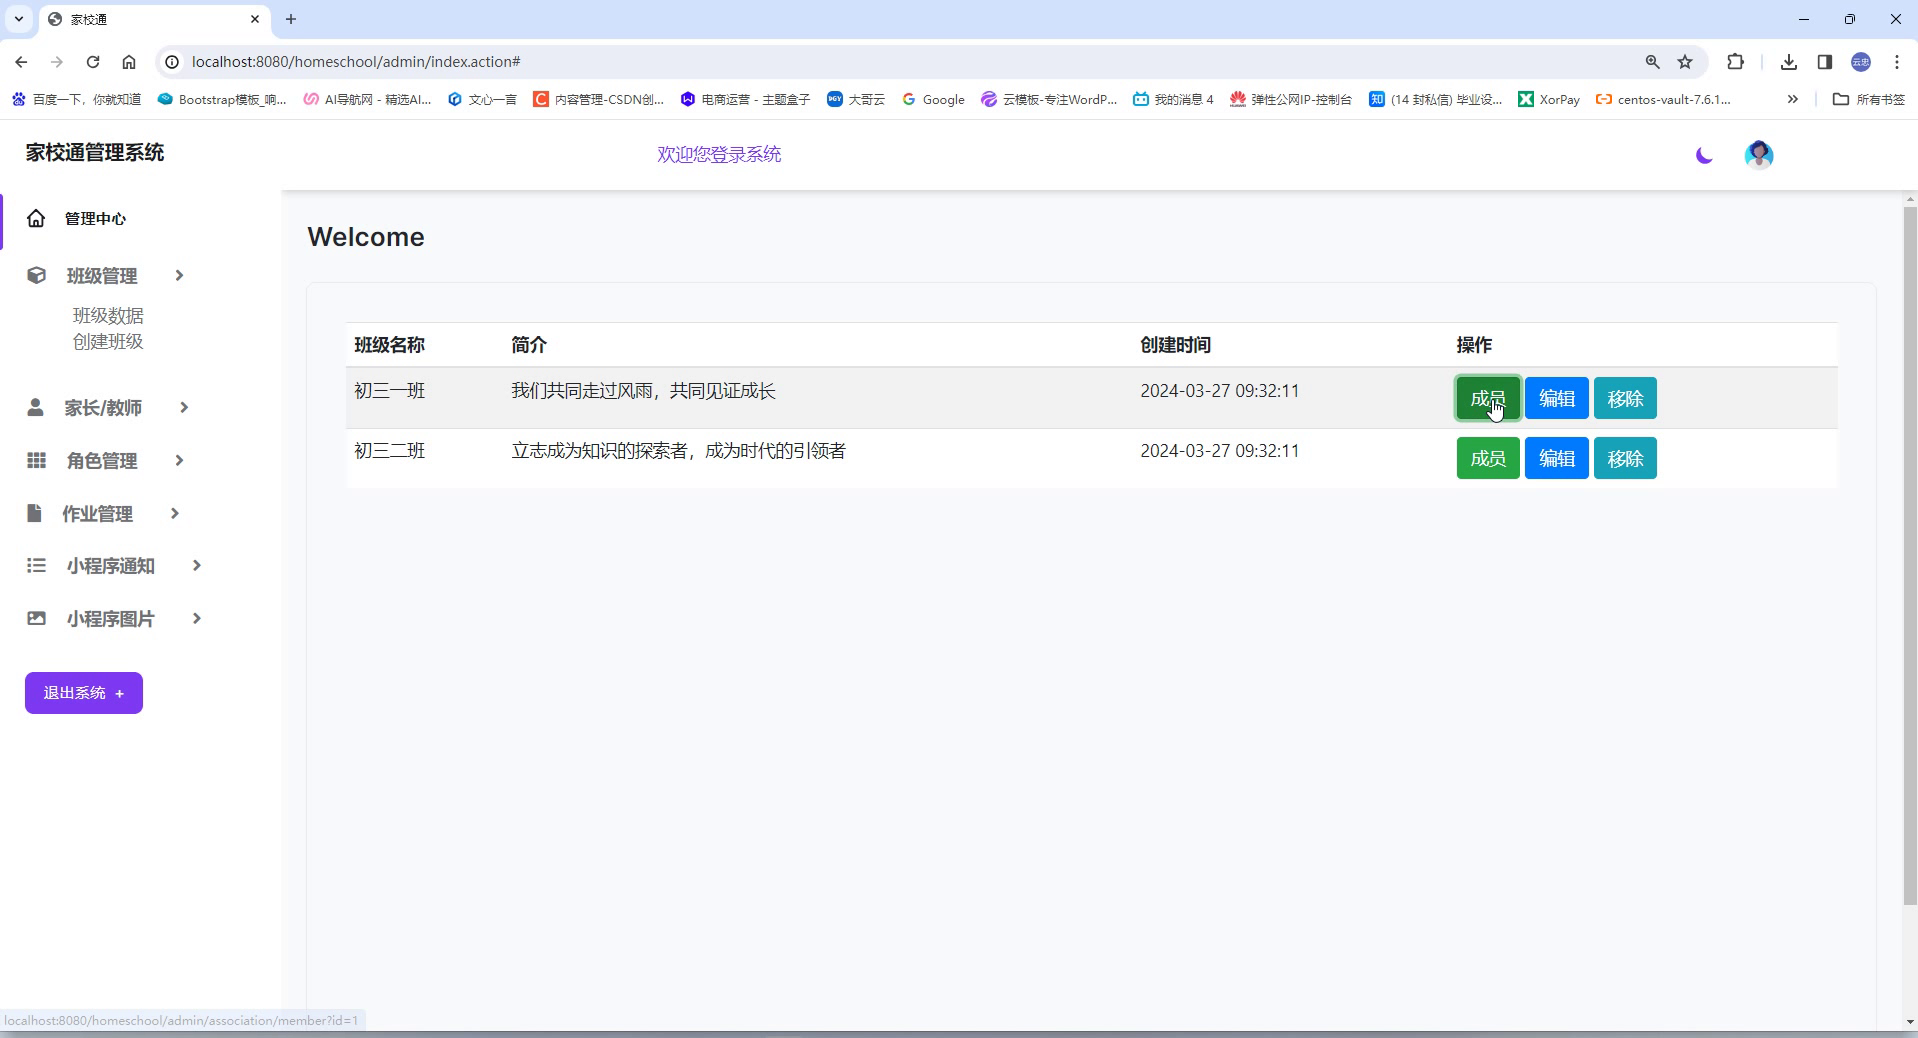 家校通
localhost:8080/homeschool/admin/index.action#
云忠
百度一下，你就知道
Bootstrap模板_响...
AI导航网 - 精选AI...
文心一言
内容管理-CSDN创...
电商运营 - 主题盒子
大哥云
Google
云模板-专注WordP...
我的消息 4
弹性公网IP-控制台
(14 封私信) 毕业设...
XorPay
centos-vault-7.6.1...
所有书签
家校通管理系统
欢迎您登录系统
管理中心
班级管理
班级数据
创建班级
家长/教师
角色管理
作业管理
小程序通知
小程序图片
退出系统 +
Welcome
班级名称 简介 创建时间 操作
初三一班 我们共同走过风雨，共同见证成长 2024-03-27 09:32:11 成员 编辑 移除
初三二班 立志成为知识的探索者，成为时代的引领者 2024-03-27 09:32:11 成员 编辑 移除
localhost:8080/homeschool/admin/association/member?id=1